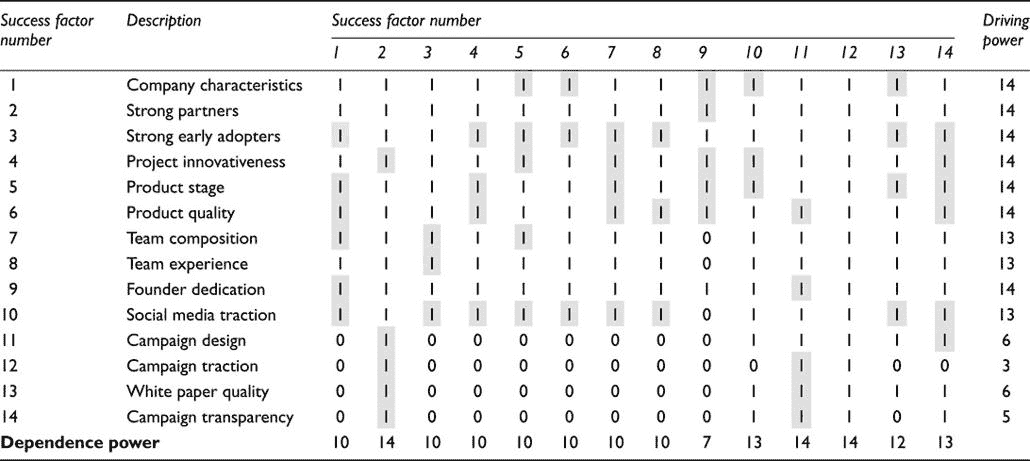 Success factor Description Success factor number Driving
number 1 2 3 4 5 6 7 8 9 10 11 12 13 14 power
1 Company characteristics 1 1 1 1 1 1 1 1 1 1 1 1 1 1 14
2 Strong partners 1 1 1 1 1 1 1 1 1 1 1 1 1 1 14
3 Strong early adopters 1 1 1 1 1 1 1 1 1 1 1 1 1 1 14
4 Project innovativeness 1 1 1 1 1 1 1 1 1 1 1 1 1 1 14
5 Product stage 1 1 1 1 1 1 1 1 1 1 1 1 1 1 14
6 Product quality 1 1 1 1 1 1 1 1 1 1 1 1 1 1 14
7 Team composition 1 1 1 1 1 1 1 1 0 1 1 1 1 1 13
8 Team experience 1 1 1 1 1 1 1 1 0 1 1 1 1 1 13
9 Founder dedication 1 1 1 1 1 1 1 1 1 1 1 1 1 1 14
10 Social media traction 1 1 1 1 1 1 1 1 0 1 1 1 1 1 13
11 Campaign design 0 1 0 0 0 0 0 0 0 1 1 1 1 1 6
12 Campaign traction 0 1 0 0 0 0 0 0 0 0 1 1 0 0 3
13 White paper quality 0 1 0 0 0 0 0 0 0 1 1 1 1 1 6
14 Campaign transparency 0 1 0 0 0 0 0 0 0 1 1 1 0 1 5
Dependence power 10 14 10 10 10 10 10 10 7 13 14 14 12 13